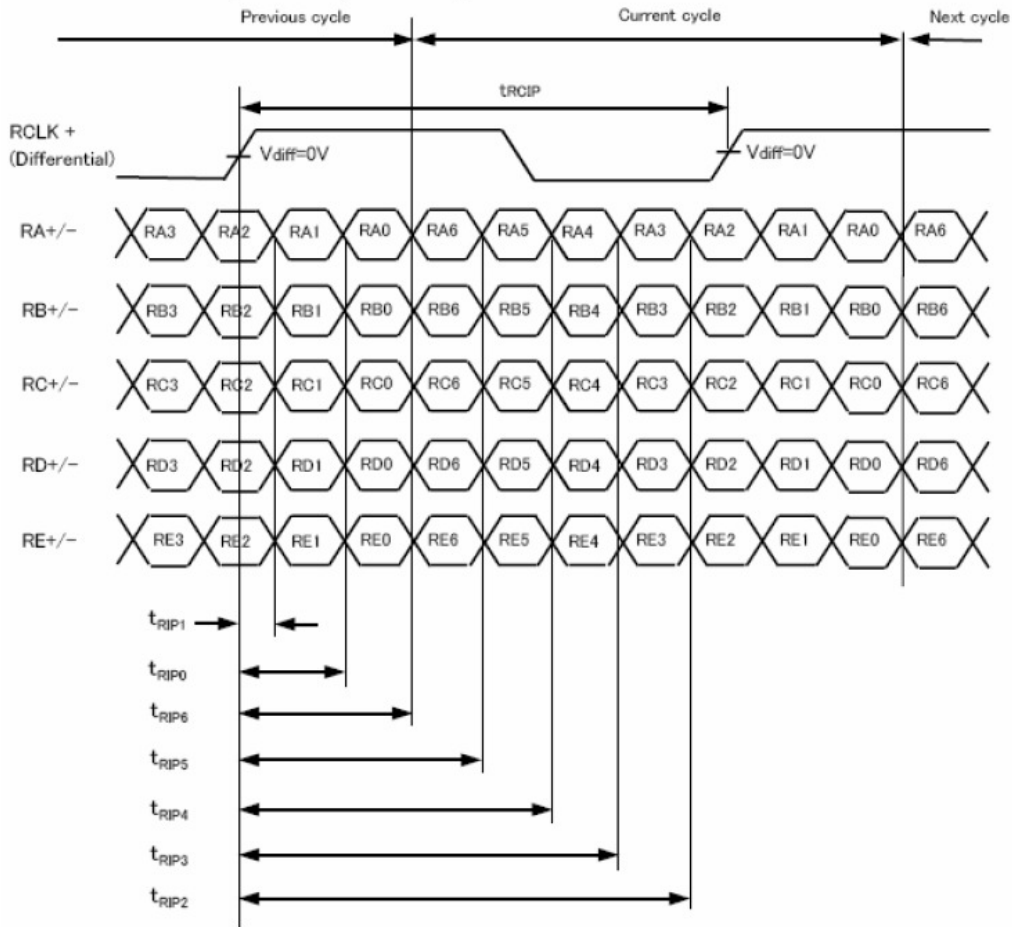 Previous cycle Current cycle Next cycle
tRCIP
RCLK +
(Differential)
Vdiff=0V Vdiff=0V
RA+/- RA3 RA2 RA1 RA0 RA6 RA5 RA4 RA3 RA2 RA1 RA0 RA6
RB+/- RB3 RB2 RB1 RB0 RB6 RB5 RB4 RB3 RB2 RB1 RB0 RB6
RC+/- RC3 RC2 RC1 RC0 RC6 RC5 RC4 RC3 RC2 RC1 RC0 RC6
RD+/- RD3 RD2 RD1 RD0 RD6 RD5 RD4 RD3 RD2 RD1 RD0 RD6
RE+/- RE3 RE2 RE1 RE0 RE6 RE5 RE4 RE3 RE2 RE1 RE0 RE6
tRIP1
tRIP0
tRIP6
tRIP5
tRIP4
tRIP3
tRIP2